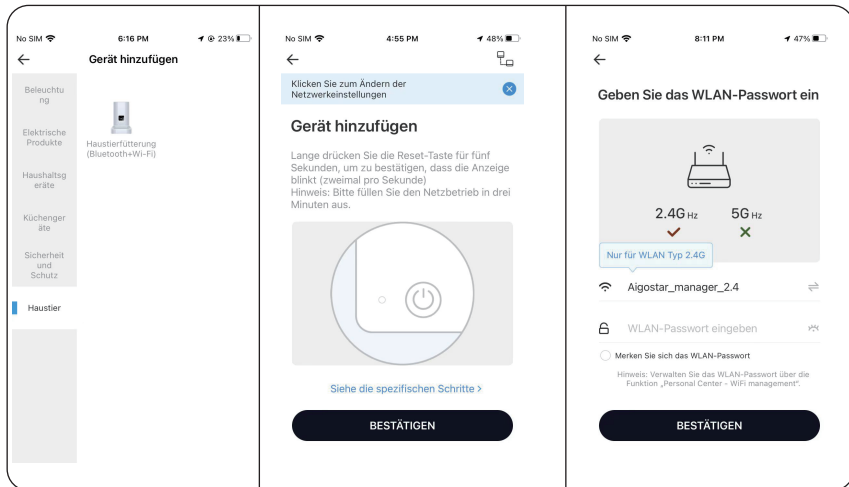 No SIM 6:16 PM 23%
Gerät hinzufügen
Beleuchtu
ng
Elektrische
Produkte
Haushaltsg
eräte
Küchenger
äte
Sicherheit
und
Schutz
Haustier
Haustierfütterung
(Bluetooth+Wi-Fi)
No SIM 4:55 PM 48%
Klicken Sie zum Ändern der
Netzwerkeinstellungen
Gerät hinzufügen
Lange drücken Sie die Reset-Taste für fünf
Sekunden, um zu bestätigen, dass die Anzeige
blinkt (zweimal pro Sekunde)
Hinweis: Bitte füllen Sie den Netzbetrieb in drei
Minuten aus.
Siehe die spezifischen Schritte >
BESTÄTIGEN
No SIM 8:11 PM 47%
Geben Sie das WLAN-Passwort ein
2.4G Hz 5G Hz
Nur für WLAN Typ 2.4G
Aigostar_manager_2.4
WLAN-Passwort eingeben
Merken Sie sich das WLAN-Passwort
Hinweis: Verwalten Sie das WLAN-Passwort über die
Funktion „Personal Center - WiFi management".
BESTÄTIGEN